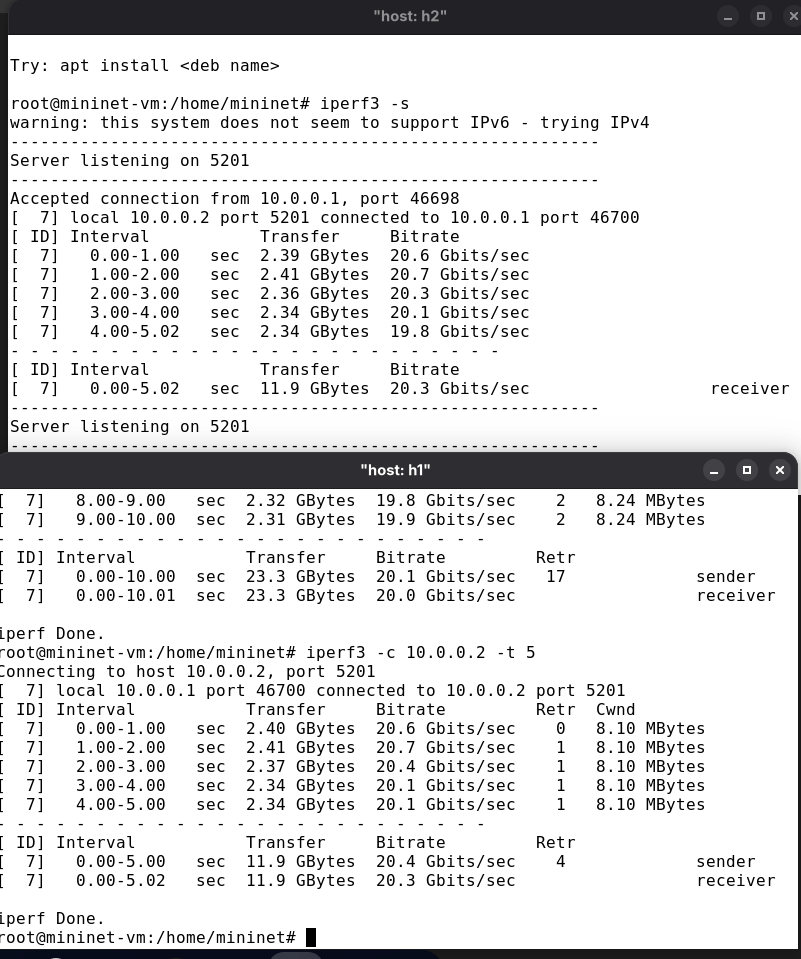 "host: h2"
Try: apt install <deb name>
root@mininet-vm:/home/mininet# iperf3 -s
warning: this system does not seem to support IPv6 - trying IPv4
-----------------------------------------------------------
Server listening on 5201
-----------------------------------------------------------
Accepted connection from 10.0.0.1, port 46698
[  7] local 10.0.0.2 port 5201 connected to 10.0.0.1 port 46700
[ ID] Interval           Transfer     Bitrate
[  7]   0.00-1.00   sec  2.39 GBytes  20.6 Gbits/sec
[  7]   1.00-2.00   sec  2.41 GBytes  20.7 Gbits/sec
[  7]   2.00-3.00   sec  2.36 GBytes  20.3 Gbits/sec
[  7]   3.00-4.00   sec  2.34 GBytes  20.1 Gbits/sec
[  7]   4.00-5.02   sec  2.34 GBytes  19.8 Gbits/sec
- - - - - - - - - - - - - - - - - - - - - - - - -
[ ID] Interval           Transfer     Bitrate
[  7]   0.00-5.02   sec  11.9 GBytes  20.3 Gbits/sec                  receiver
-----------------------------------------------------------
Server listening on 5201
-----------------------------------------------------------
"host: h1"
[  7]   8.00-9.00   sec  2.32 GBytes  19.8 Gbits/sec    2   8.24 MBytes
[  7]   9.00-10.00  sec  2.31 GBytes  19.9 Gbits/sec    2   8.24 MBytes
- - - - - - - - - - - - - - - - - - - - - - - - -
[ ID] Interval           Transfer     Bitrate         Retr
[  7]   0.00-10.00  sec  23.3 GBytes  20.1 Gbits/sec   17             sender
[  7]   0.00-10.01  sec  23.3 GBytes  20.0 Gbits/sec                  receiver
iperf Done.
root@mininet-vm:/home/mininet# iperf3 -c 10.0.0.2 -t 5
Connecting to host 10.0.0.2, port 5201
[  7] local 10.0.0.1 port 46700 connected to 10.0.0.2 port 5201
[ ID] Interval           Transfer     Bitrate         Retr  Cwnd
[  7]   0.00-1.00   sec  2.40 GBytes  20.6 Gbits/sec    0   8.10 MBytes
[  7]   1.00-2.00   sec  2.41 GBytes  20.7 Gbits/sec    1   8.10 MBytes
[  7]   2.00-3.00   sec  2.37 GBytes  20.4 Gbits/sec    1   8.10 MBytes
[  7]   3.00-4.00   sec  2.34 GBytes  20.1 Gbits/sec    1   8.10 MBytes
[  7]   4.00-5.00   sec  2.34 GBytes  20.1 Gbits/sec    1   8.10 MBytes
- - - - - - - - - - - - - - - - - - - - - - - - -
[ ID] Interval           Transfer     Bitrate         Retr
[  7]   0.00-5.00   sec  11.9 GBytes  20.4 Gbits/sec    4             sender
[  7]   0.00-5.02   sec  11.9 GBytes  20.3 Gbits/sec                  receiver
iperf Done.
root@mininet-vm:/home/mininet#